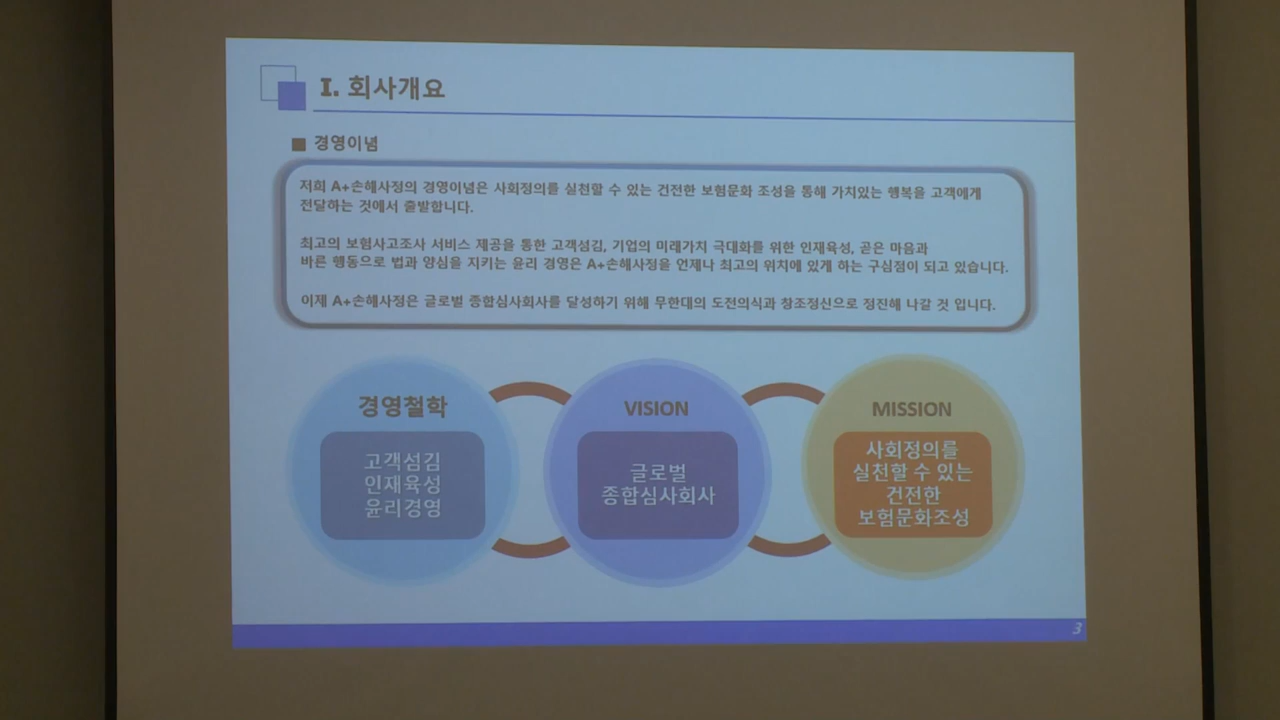 I. 회사개요
■ 경영이념
저희 A+손해사정의 경영이념은 사회정의를 실천할 수 있는 건전한 보험문화 조성을 통해 가치있는 행복을 고객에게
전달하는 것에서 출발합니다.
최고의 보험사고조사 서비스 제공을 통한 고객섬김, 기업의 미래가치 극대화를 위한 인재육성, 곧은 마음과
바른 행동으로 법과 양심을 지키는 윤리 경영은 A+손해사정을 언제나 최고의 위치에 있게 하는 구심점이 되고 있습니다.
이제 A+손해사정은 글로벌 종합심사회사를 달성하기 위해 무한대의 도전의식과 창조정신으로 정진해 나갈 것 입니다.
경영철학
고객섬김
인재육성
윤리경영
VISION
글로벌
종합심사회사
MISSION
사회정의를
실천할 수 있는
건전한
보험문화조성
3